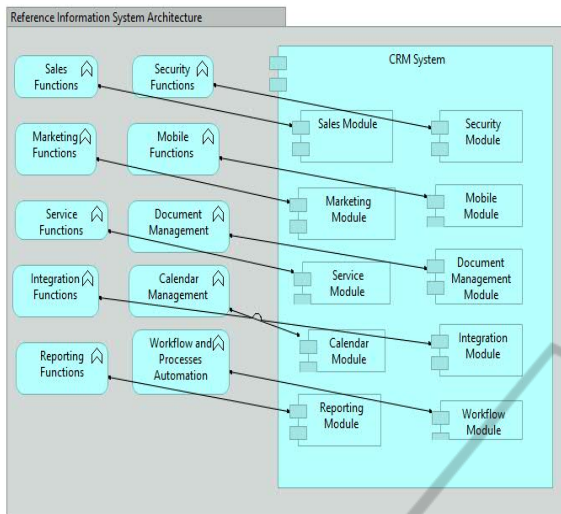 Reference Information System Architecture
Sales
Functions
Security
Functions
Marketing
Functions
Mobile
Functions
Service
Functions
Document
Management
Integration
Functions
Calendar
Management
Reporting
Functions
Workflow and
Processes
Automation
CRM System
Sales Module
Security
Module
Marketing
Module
Mobile
Module
Service
Module
Document
Management
Module
Calendar
Module
Integration
Module
Reporting
Module
Workflow
Module